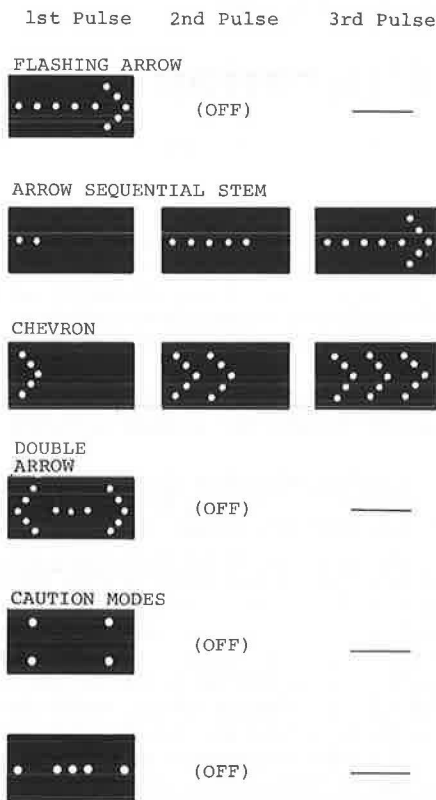 1st Pulse 2nd Pulse 3rd Pulse
FLASHING ARROW
(OFF)
ARROW SEQUENTIAL STEM
CHEVRON
DOUBLE
ARROW
(OFF)
CAUTION MODES
(OFF)
(OFF)